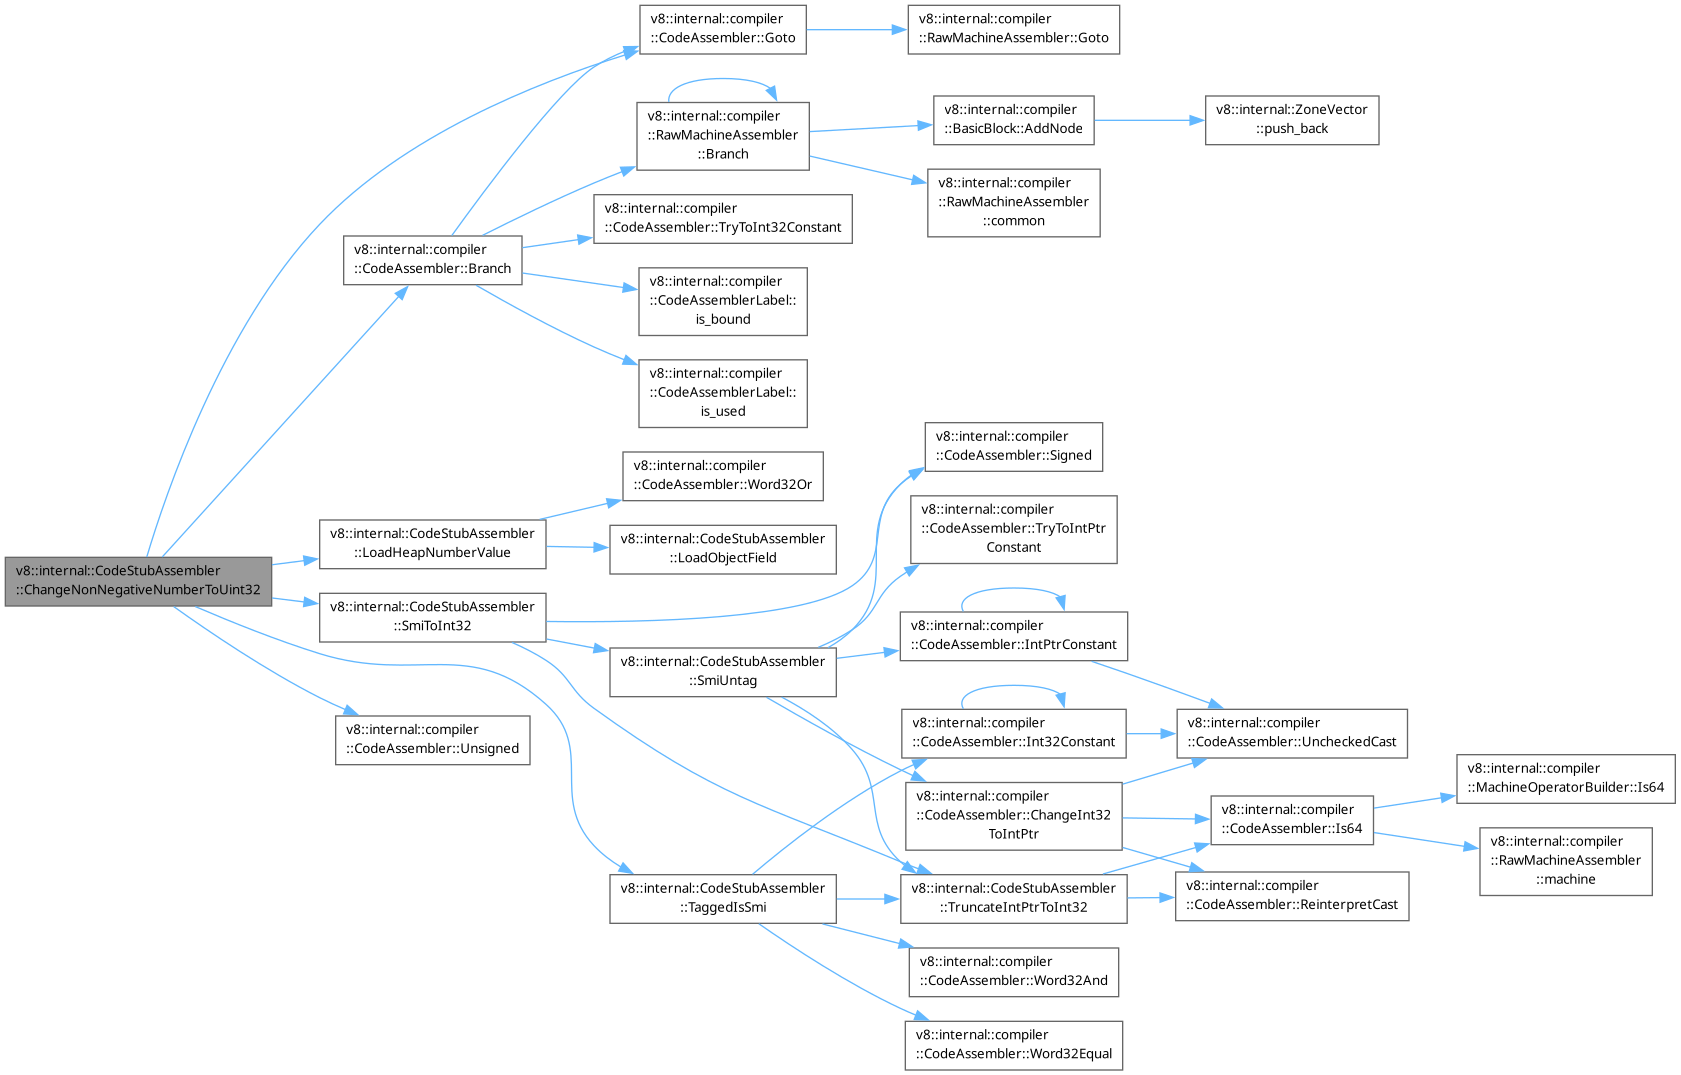 v8::internal::CodeStubAssembler
::ChangeNonNegativeNumberToUint32
v8::internal::compiler
::CodeAssembler::Branch
v8::internal::CodeStubAssembler
::LoadHeapNumberValue
v8::internal::CodeStubAssembler
::SmiToInt32
v8::internal::compiler
::CodeAssembler::Unsigned
v8::internal::compiler
::CodeAssembler::Goto
v8::internal::compiler
::RawMachineAssembler
::Branch
v8::internal::compiler
::CodeAssembler::TryToInt32Constant
v8::internal::compiler
::CodeAssemblerLabel::
is_bound
v8::internal::compiler
::CodeAssemblerLabel::
is_used
v8::internal::compiler
::CodeAssembler::Word32Or
v8::internal::CodeStubAssembler
::LoadObjectField
v8::internal::CodeStubAssembler
::SmiUntag
v8::internal::CodeStubAssembler
::TaggedIsSmi
v8::internal::compiler
::RawMachineAssembler::Goto
v8::internal::compiler
::BasicBlock::AddNode
v8::internal::compiler
::RawMachineAssembler
::common
v8::internal::compiler
::CodeAssembler::Signed
v8::internal::compiler
::CodeAssembler::TryToIntPtr
Constant
v8::internal::compiler
::CodeAssembler::IntPtrConstant
v8::internal::compiler
::CodeAssembler::Int32Constant
v8::internal::compiler
::CodeAssembler::ChangeInt32
ToIntPtr
v8::internal::CodeStubAssembler
::TruncateIntPtrToInt32
v8::internal::compiler
::CodeAssembler::Word32And
v8::internal::compiler
::CodeAssembler::Word32Equal
v8::internal::ZoneVector
::push_back
v8::internal::compiler
::CodeAssembler::UncheckedCast
v8::internal::compiler
::CodeAssembler::Is64
v8::internal::compiler
::CodeAssembler::ReinterpretCast
v8::internal::compiler
::MachineOperatorBuilder::Is64
v8::internal::compiler
::RawMachineAssembler
::machine